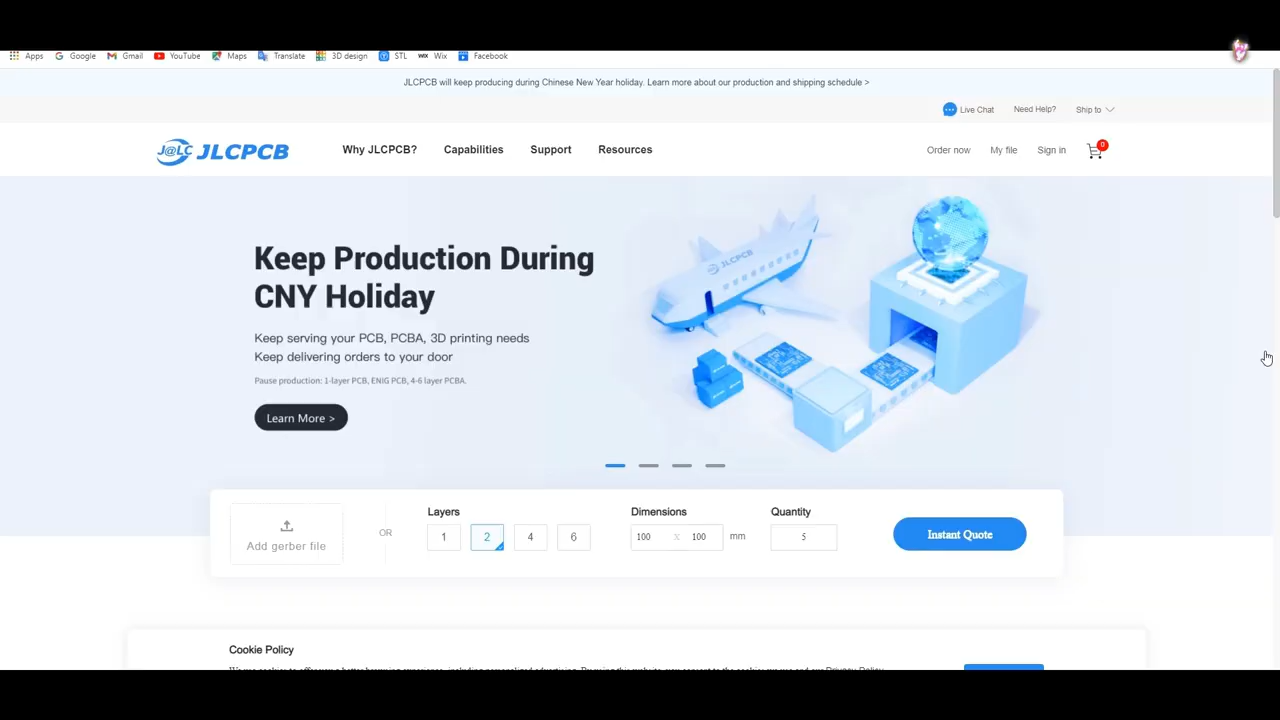 Apps Google Gmail YouTube Maps Translate 3D design STL WiX Wix Facebook
JLCPCB will keep producing during Chinese New Year holiday. Learn more about our production and shipping schedule >
Live Chat Need Help? Ship to
J@LC JLCPCB Why JLCPCB? Capabilities Support Resources Order now My file Sign in 0
Keep Production During
CNY Holiday
Keep serving your PCB, PCBA, 3D printing needs
Keep delivering orders to your door
Pause production: 1-layer PCB, ENIG PCB, 4-6 layer PCBA.
Learn More >
JLCPCB
Layers Dimensions Quantity
Add gerber file OR 1 2 4 6 100 X 100 mm 5 Instant Quote
Cookie Policy